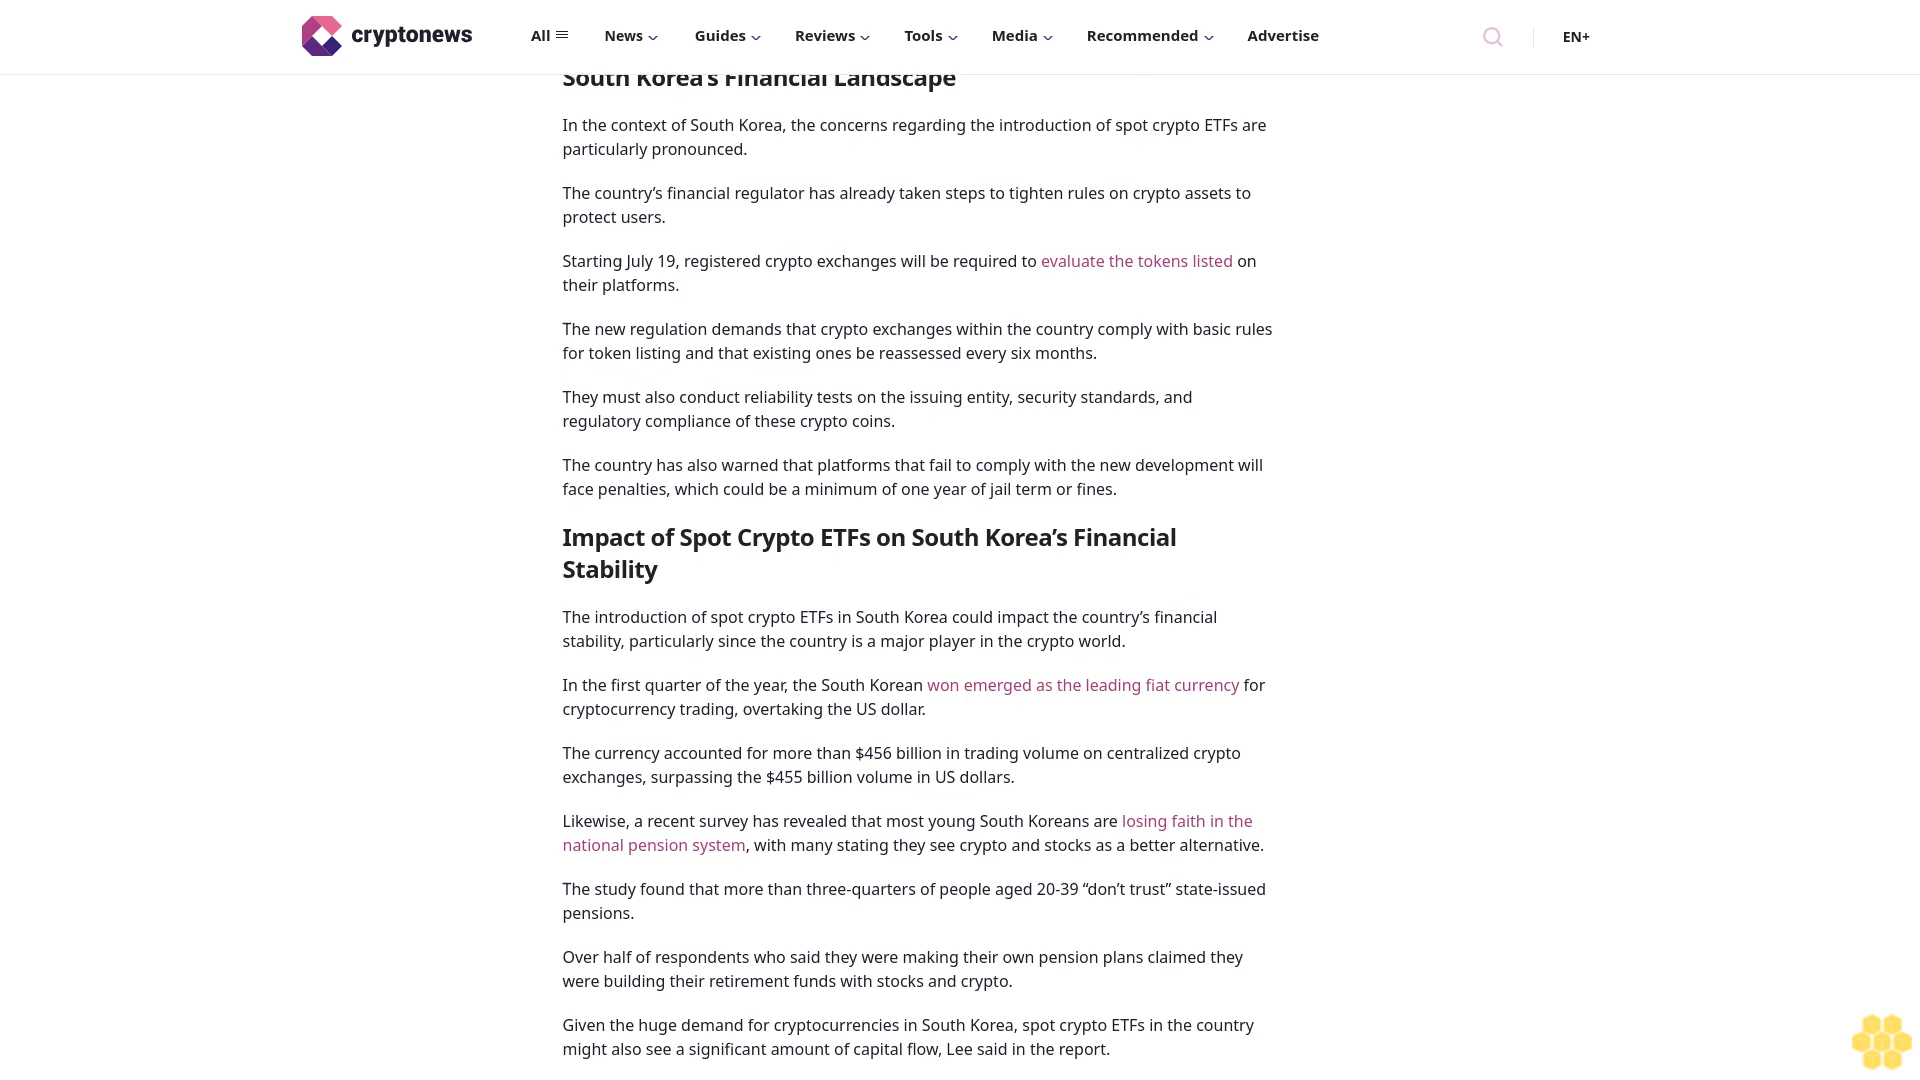 cryptonews
All
News
Guides
Reviews
Tools
Media
Recommended
Advertise
EN+
South Korea's Financial Landscape
In the context of South Korea, the concerns regarding the introduction of spot crypto ETFs are
particularly pronounced.
The country’s financial regulator has already taken steps to tighten rules on crypto assets to
protect users.
Starting July 19, registered crypto exchanges will be required to evaluate the tokens listed on
their platforms.
The new regulation demands that crypto exchanges within the country comply with basic rules
for token listing and that existing ones be reassessed every six months.
They must also conduct reliability tests on the issuing entity, security standards, and
regulatory compliance of these crypto coins.
The country has also warned that platforms that fail to comply with the new development will
face penalties, which could be a minimum of one year of jail term or fines.
Impact of Spot Crypto ETFs on South Korea’s Financial
Stability
The introduction of spot crypto ETFs in South Korea could impact the country’s financial
stability, particularly since the country is a major player in the crypto world.
In the first quarter of the year, the South Korean won emerged as the leading fiat currency for
cryptocurrency trading, overtaking the US dollar.
The currency accounted for more than $456 billion in trading volume on centralized crypto
exchanges, surpassing the $455 billion volume in US dollars.
Likewise, a recent survey has revealed that most young South Koreans are losing faith in the
national pension system, with many stating they see crypto and stocks as a better alternative.
The study found that more than three-quarters of people aged 20-39 “don’t trust” state-issued
pensions.
Over half of respondents who said they were making their own pension plans claimed they
were building their retirement funds with stocks and crypto.
Given the huge demand for cryptocurrencies in South Korea, spot crypto ETFs in the country
might also see a significant amount of capital flow, Lee said in the report.